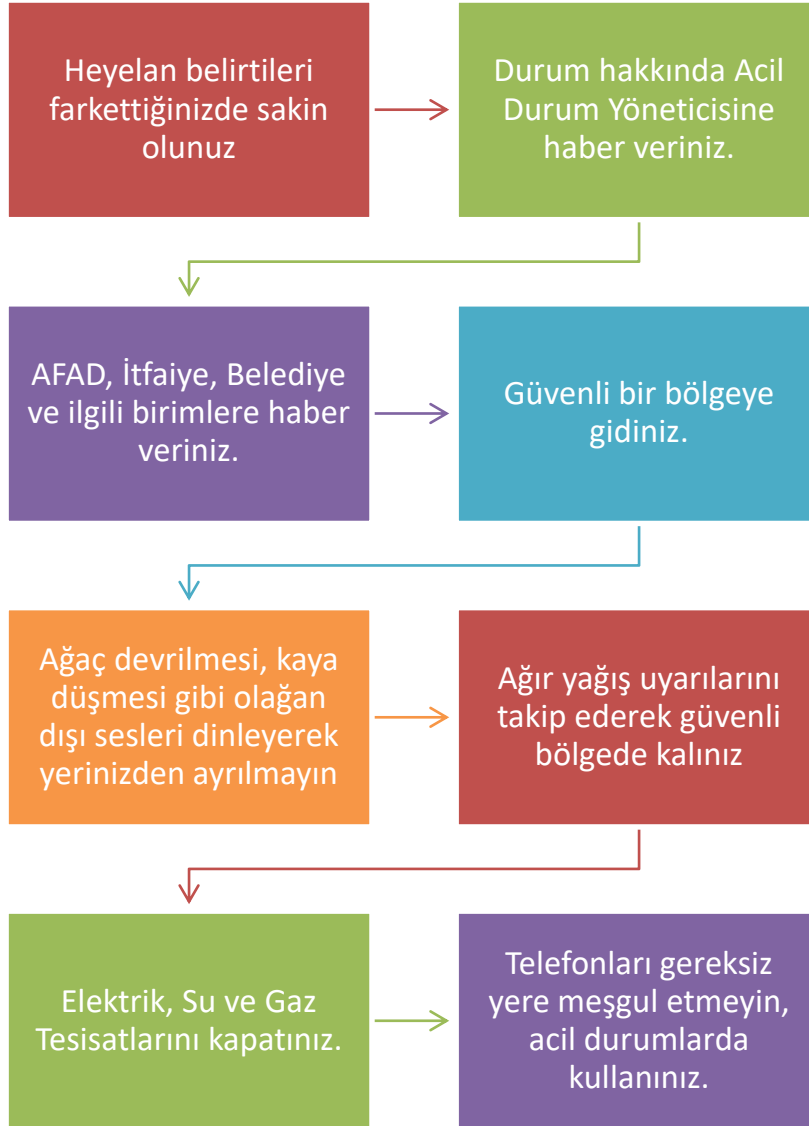 Heyelan belirtileri
farkettiğinizde sakin
olunuz
Durum hakkında Acil
Durum Yöneticisine
haber veriniz.
AFAD, İtfaiye, Belediye
ve ilgili birimlere haber
veriniz.
Güvenli bir bölgeye
gidiniz.
Ağaç devrilmesi, kaya
düşmesi gibi olağan
dışı sesleri dinleyerek
yerinizden ayrılmayın
Ağır yağış uyarılarını
takip ederek güvenli
bölgede kalınız
Elektrik, Su ve Gaz
Tesisatlarını kapatınız.
Telefonları gereksiz
yere meşgul etmeyin,
acil durumlarda
kullanınız.